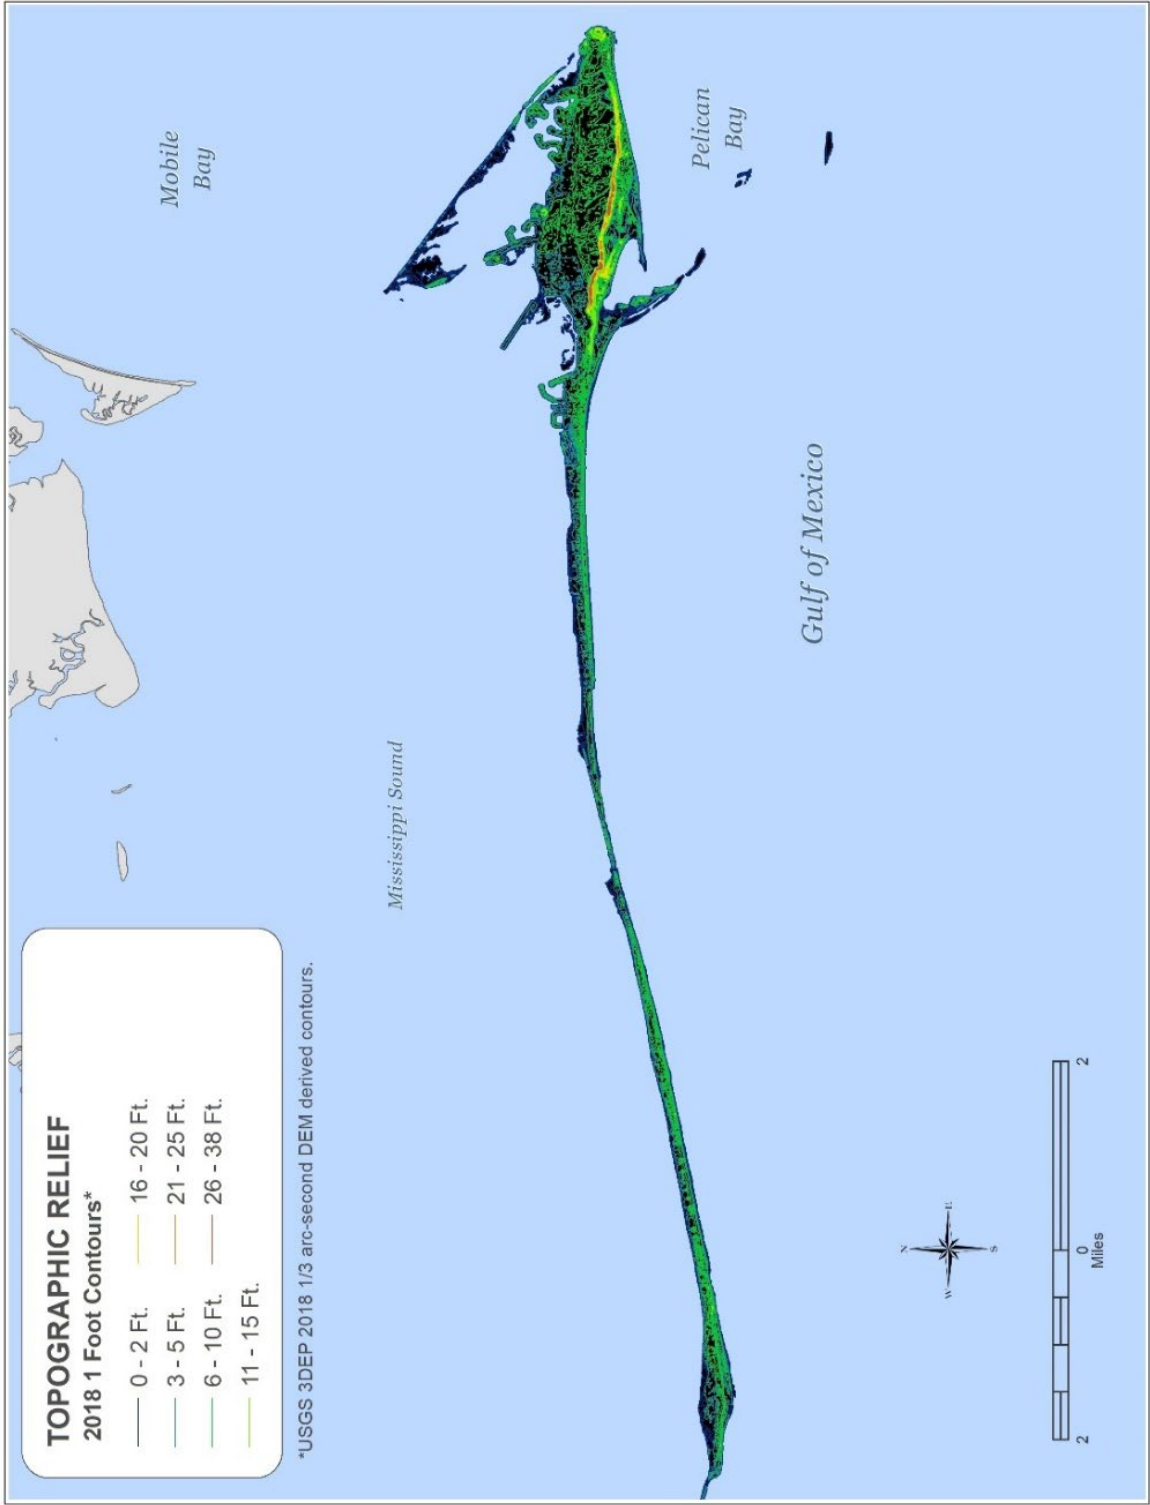 TOPOGRAPHIC RELIEF
2018 1 Foot Contours*
0 - 2 Ft.
3 - 5 Ft.
6 - 10 Ft.
11 - 15 Ft.
16 - 20 Ft.
21 - 25 Ft.
26 - 38 Ft.
*USGS 3DEP 2018 1/3 arc-second DEM derived contours.
Mobile
Bay
Mississippi Sound
Pelican
Bay
Gulf of Mexico
N
W
E
S
2
0
2
Miles